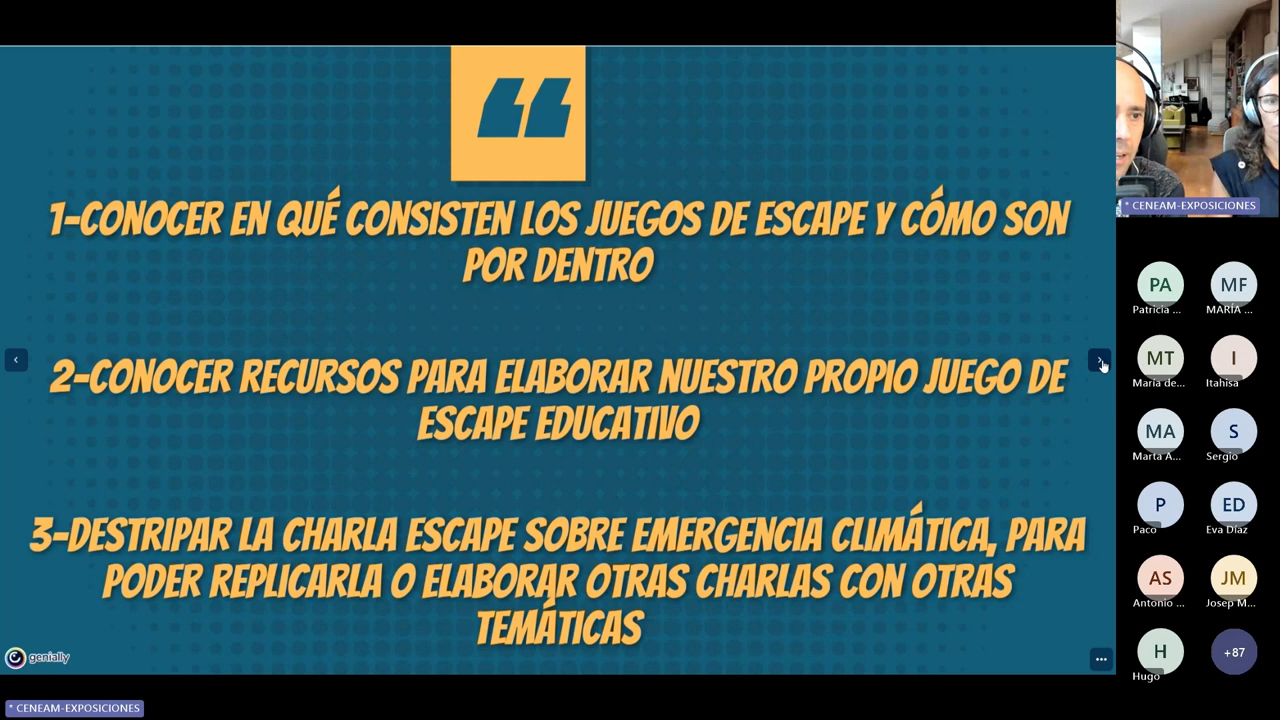 1-CONOCER EN QUÉ CONSISTEN LOS JUEGOS DE ESCAPE Y CÓMO SON
POR DENTRO
2-CONOCER RECURSOS PARA ELABORAR NUESTRO PROPIO JUEGO DE
ESCAPE EDUCATIVO
3-DESTRIPAR LA CHARLA ESCAPE SOBRE EMERGENCIA CLIMÁTICA, PARA
PODER REPLICARLA O ELABORAR OTRAS CHARLAS CON OTRAS
TEMÁTICAS
genially
* CENEAM-EXPOSICIONES
* CENEAM-EXPOSICIONES
PA
Patricia ...
MF
MARÍA ...
MT
María de...
I
Itahisa
MA
Marta A...
S
Sergio
P
Paco
ED
Eva Díaz
AS
Antonio ...
JM
Josep M...
H
Hugo
+87